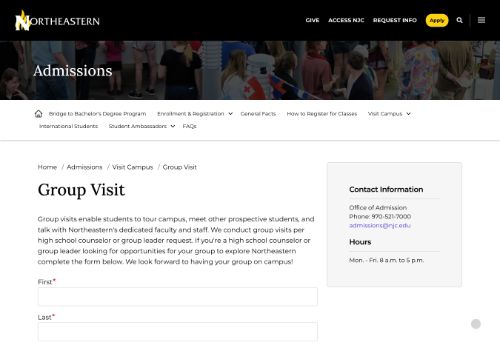 NORTHEASTERN
GIVE ACCESS NJC REQUEST INFO Apply
Admissions
Bridge to Bachelor's Degree Program Enrollment & Registration General Facts How to Register for Classes Visit Campus
International Students Student Ambassadors FAQs
Home / Admissions / Visit Campus / Group Visit
Group Visit
Group visits enable students to tour campus, meet other prospective students, and
talk with Northeastern's dedicated faculty and staff. We conduct group visits per
high school counselor or group leader request. If you're a high school counselor or
group leader looking for opportunities for your group to explore Northeastern
complete the form below. We look forward to having your group on campus!
First*
Last*
Contact Information
Office of Admission
Phone: 970-521-7000
admissions@njc.edu
Hours
Mon. - Fri. 8 a.m. to 5 p.m.